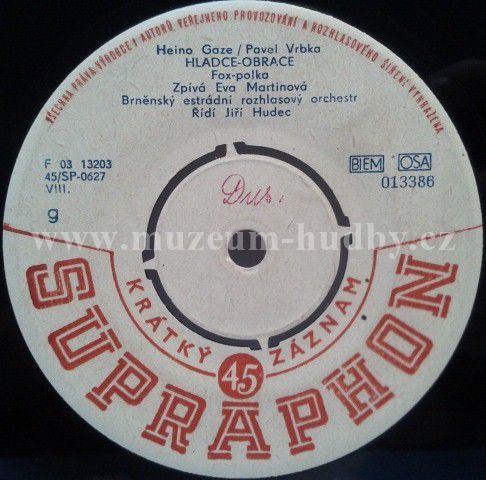 VŠECHNA PRÁVA VÝROBCE I AUTORŮ, VEŘEJNÉHO PROVOZOVÁNÍ A ROZHLASOVÉHO ŠÍŘENÍ VYHRAŽENA
Heino Gaze / Pavel Vrbka
HLADCE-OBRACE
Fox-polka
Zpívá Eva Martinová
Brněnský estrádní rozhlasový orchestr
Řídí Jiří Hudec
F 03 13203
45/SP-0627
VIII.
g
BIEM OSA
013386
Dus.
www.muzeum-hudby.cz
KRÁTKÝ 45 ZÁZNAM
SUPRAPHON